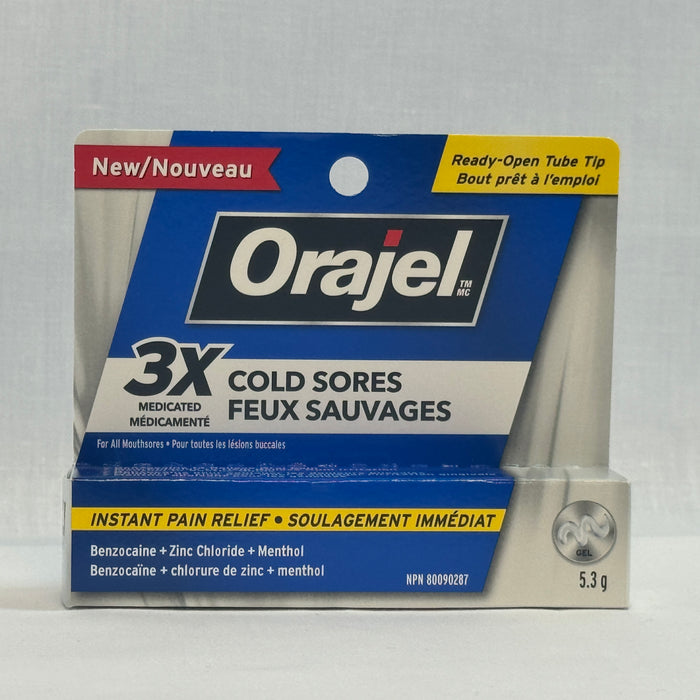 New/Nouveau
Ready-Open Tube Tip
Bout prêt à l'emploi
Orajel
TM
MC
3X
MEDICATED
MÉDICAMENTÉ
COLD SORES
FEUX SAUVAGES
For All Mouthsores • Pour toutes les lésions buccales
INSTANT PAIN RELIEF • SOULAGEMENT IMMÉDIAT
Benzocaine + Zinc Chloride + Menthol
Benzocaïne + chlorure de zinc + menthol
NPN 80090287
GEL
5.3 g